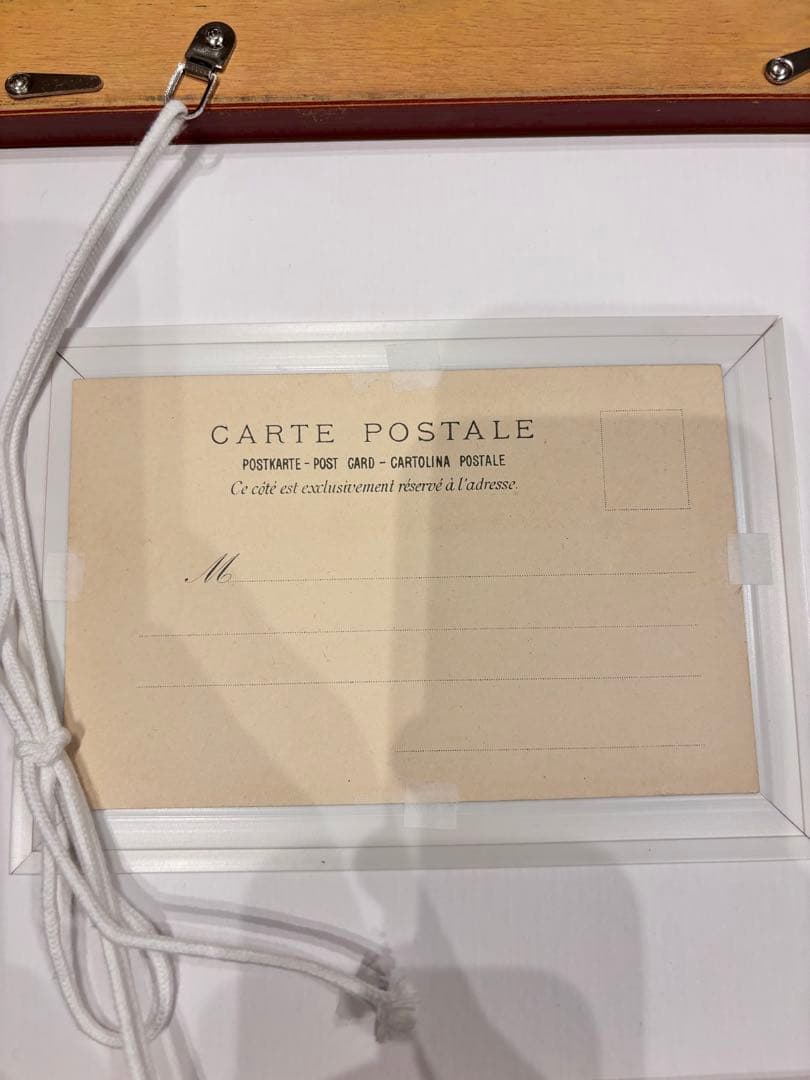 CARTE POSTALE
POSTKARTE - POST CARD - CARTOLINA POSTALE
Ce côté est exclusivement réservé à l'adresse.
M